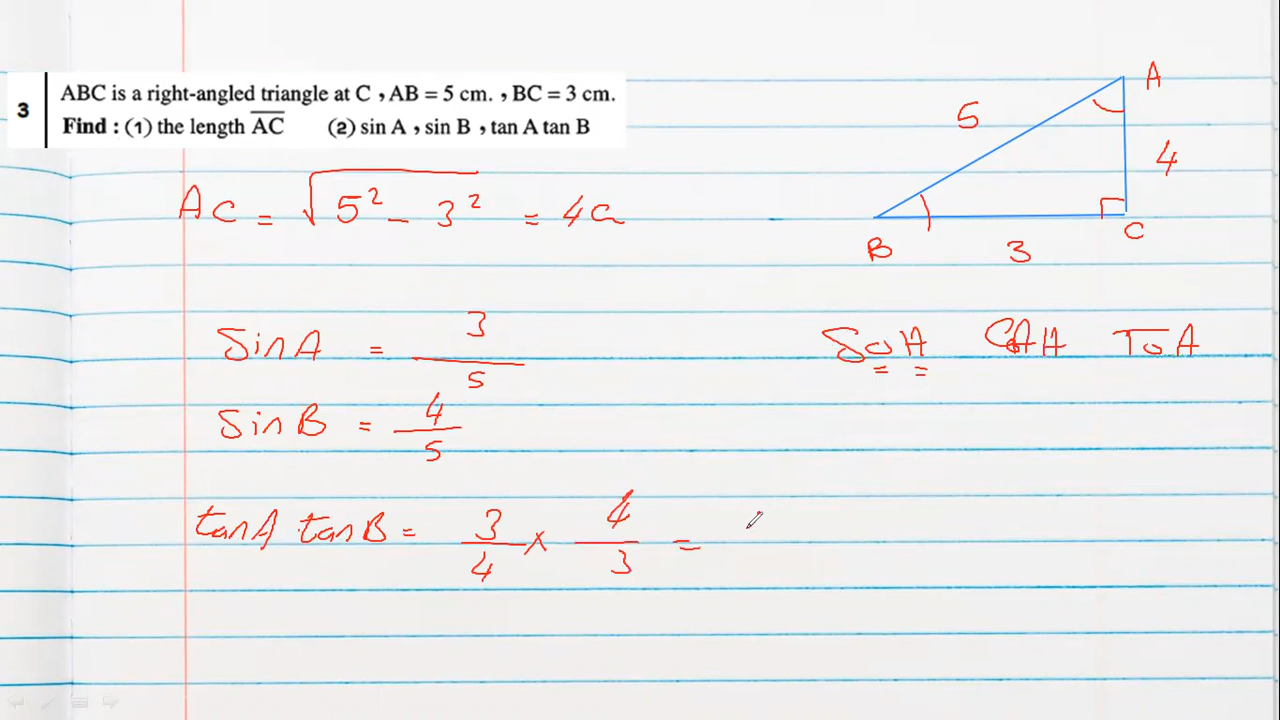 3
ABC is a right-angled triangle at C , AB = 5 cm. , BC = 3 cm.
Find : (1) the length A̅C̅ (2) sin A , sin B , tan A tan B
A
5
4
B
3
C
AC = √(5² - 3²) = 4
sin A = 3/5
SOH CAH TOA
sin B = 4/5
tan A tan B = 3/4 × 4/3 =